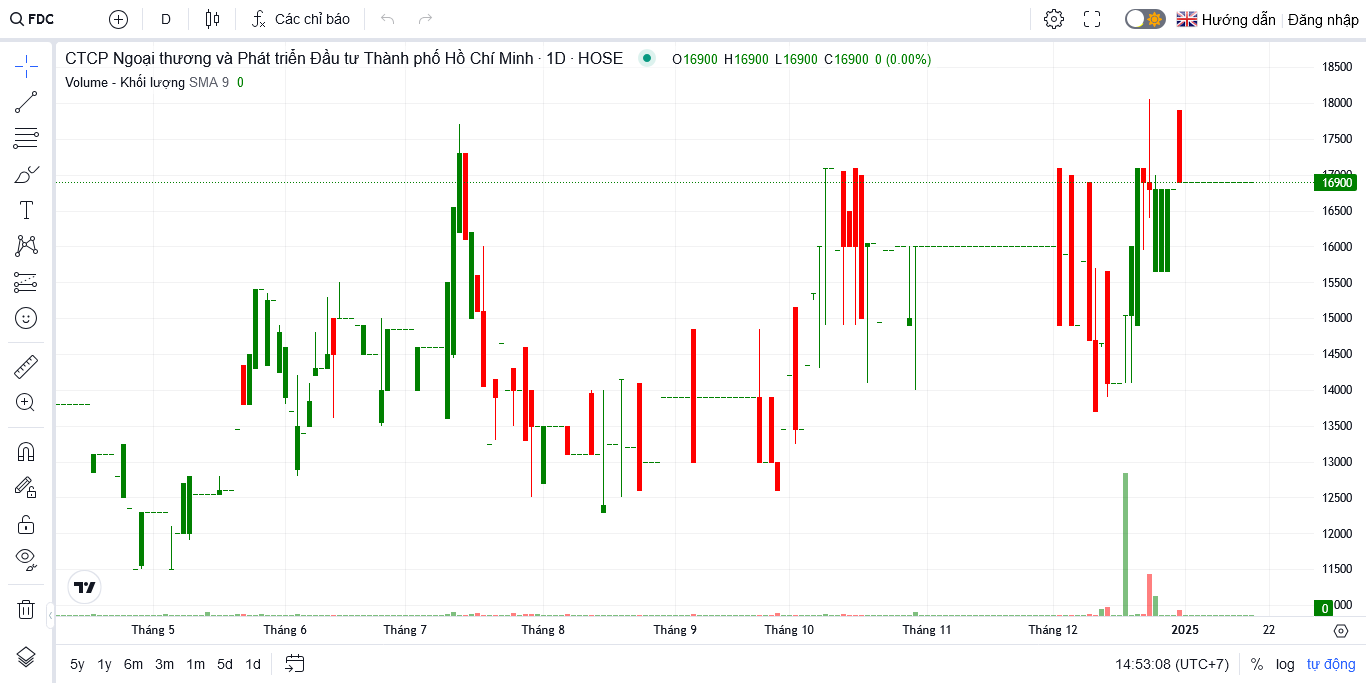 FDC
D
Các chỉ báo
Hướng dẫn
Đăng nhập
CTCP Ngoại thương và Phát triển Đầu tư Thành phố Hồ Chí Minh · 1D · HOSE
O16900 H16900 L16900 C16900 0 (0.00%)
Volume - Khối lượng SMA 9 0
18500
18000
17500
16900
16500
16000
15500
15000
14500
14000
13500
13000
12500
12000
11500
0
Tháng 5
Tháng 6
Tháng 7
Tháng 8
Tháng 9
Tháng 10
Tháng 11
Tháng 12
2025
22
5y 1y 6m 3m 1m 5d 1d
14:53:08 (UTC+7)
% log tự động